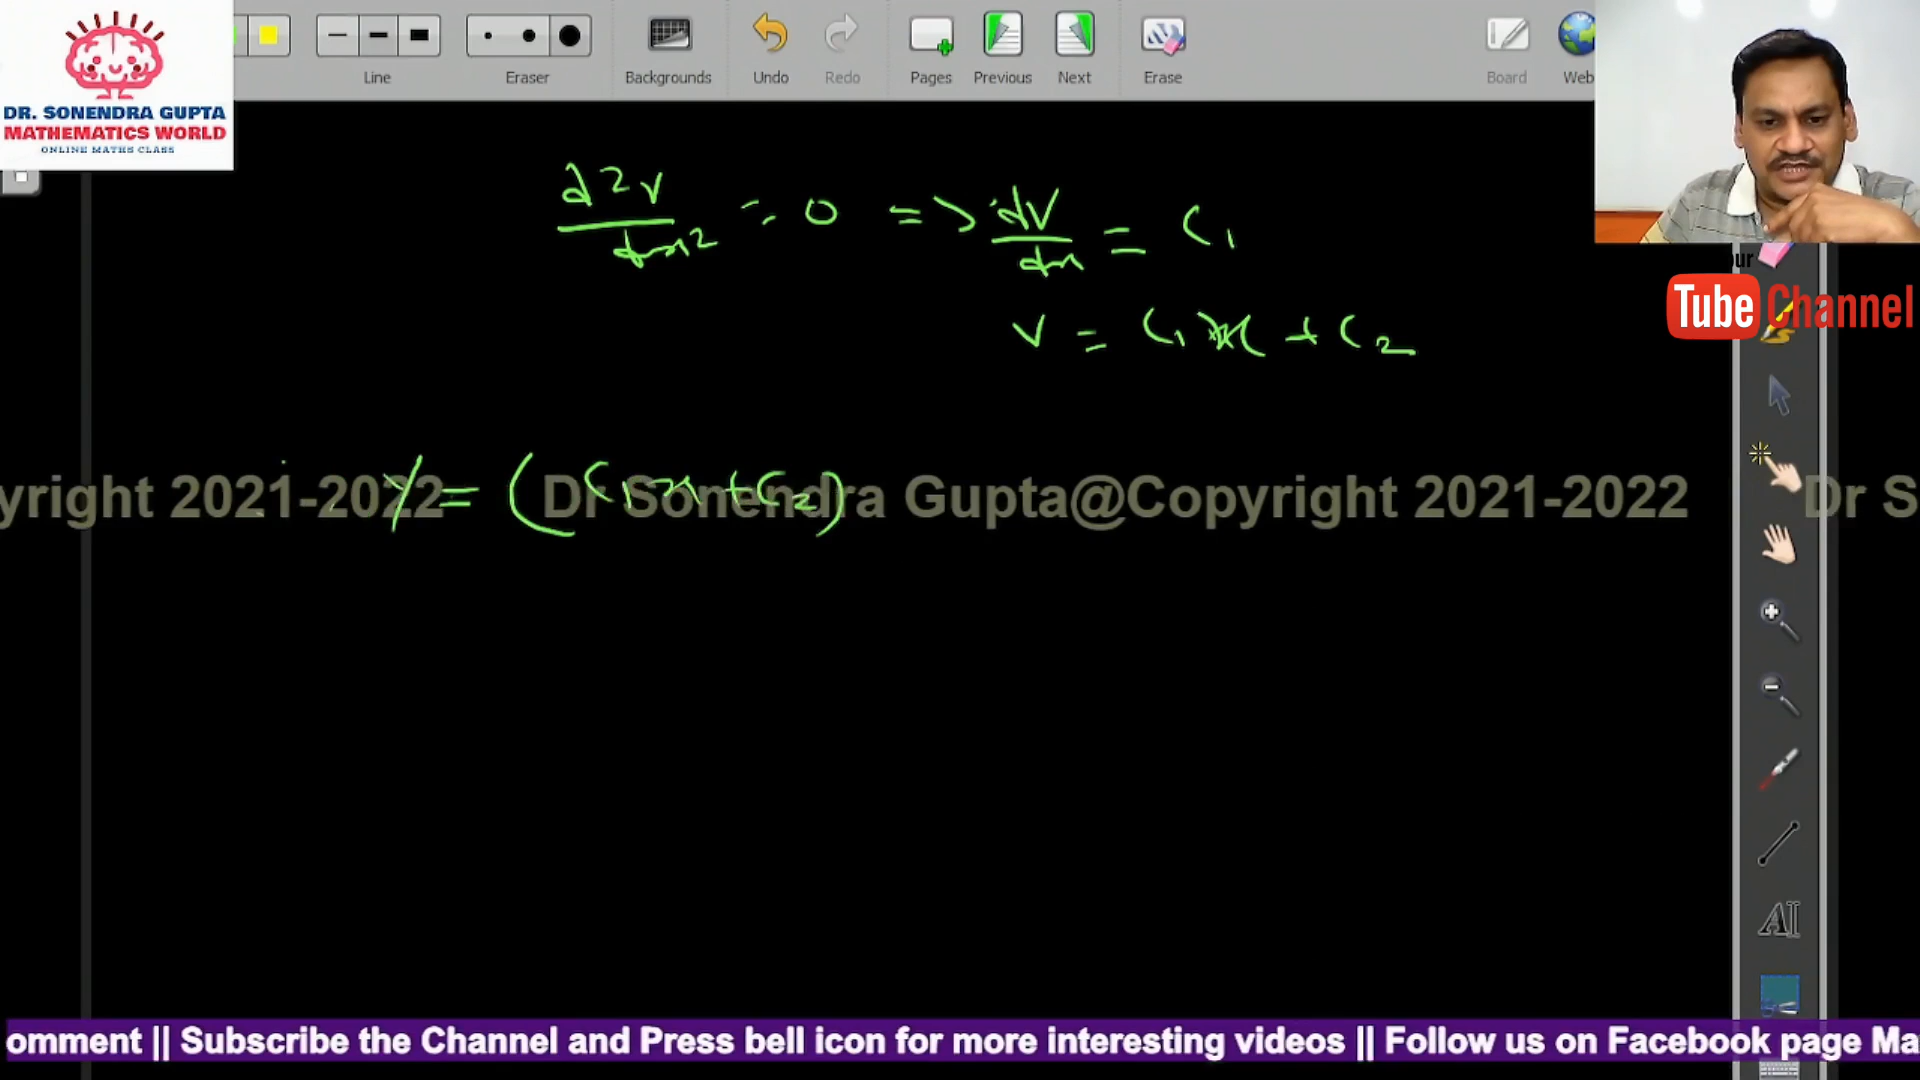 DR. SONENDRA GUPTA
MATHEMATICS WORLD
ONLINE MATHS CLASS
Line
Eraser
Backgrounds
Undo
Redo
Pages
Previous
Next
Erase
Board
Web
d2v/dx2 = 0 => dv/dx = C1
our
Tube Channel
v = C1x + C2
y = (C1x + C2)
yright 2021-2022 Dr Sonendra Gupta@Copyright 2021-2022 Dr S
AI
omment || Subscribe the Channel and Press bell icon for more interesting videos || Follow us on Facebook page Ma